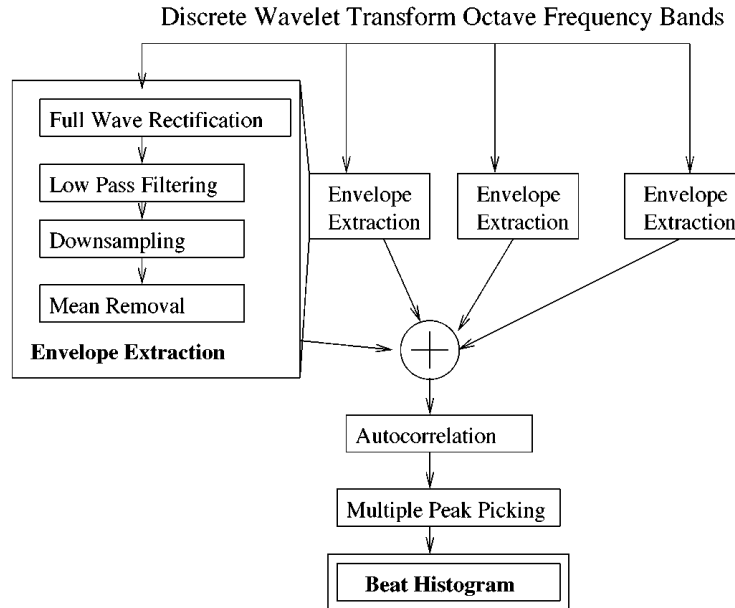 Discrete Wavelet Transform Octave Frequency Bands
Full Wave Rectification
Low Pass Filtering
Downsampling
Mean Removal
Envelope Extraction
Envelope
Extraction
Envelope
Extraction
Envelope
Extraction
Autocorrelation
Multiple Peak Picking
Beat Histogram